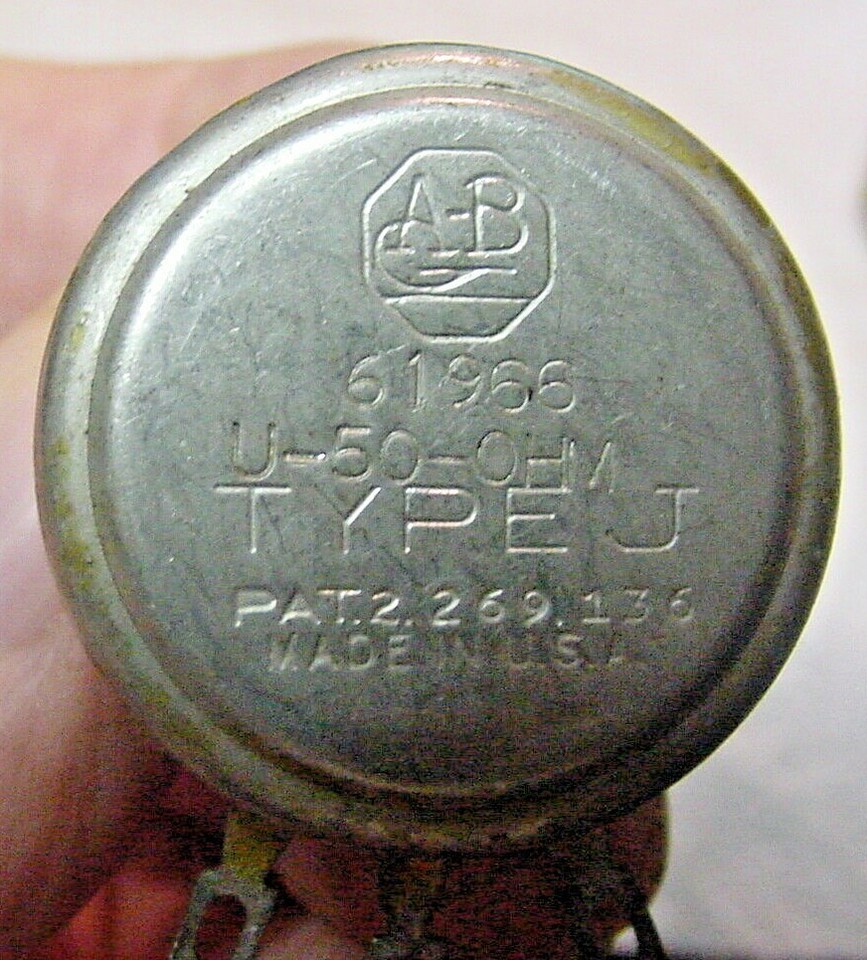 A-B
61966
U-50-OHM
TYPE J
PAT.2.269.136
MADE IN U.S.A.